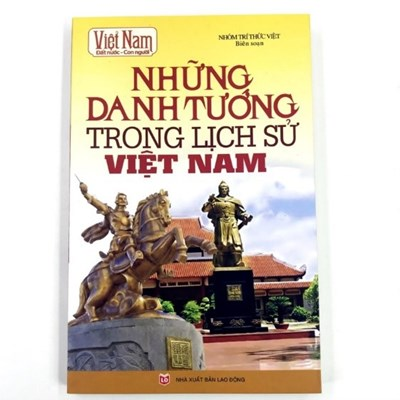 Việt Nam
Đất nước - Con người
NHÓM TRÍ THỨC VIỆT
Biên soạn
NHỮNG
DANH TƯỚNG
TRONG LỊCH SỬ
VIỆT NAM
NHÀ XUẤT BẢN LAO ĐỘNG